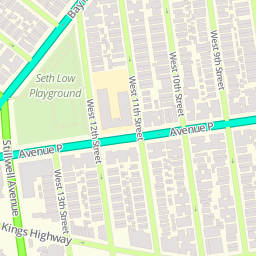 Bay
Seth Low
Playground
West 9th Street
West 10th Street
West 11th Street
West 12th Street
Avenue P
Avenue P
West 13th Street
Stillwell Avenue
Kings Highway